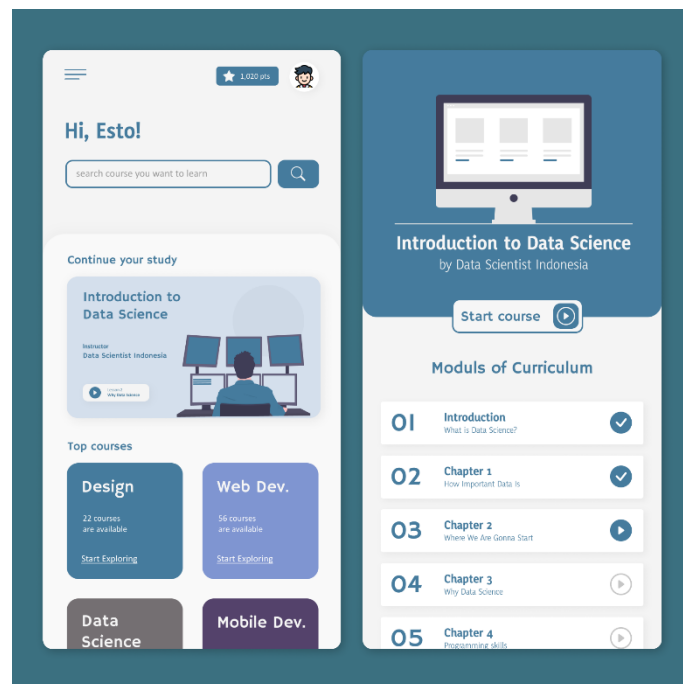 1,020 pts
Hi, Esto!
search course you want to learn
Continue your study
Introduction to
Data Science
Instructor
Data Scientist Indonesia
Why Data Science
Top courses
Design
22 courses
are available
Start Exploring
Web Dev.
56 courses
are available
Start Exploring
Data
Science
Mobile Dev.
Introduction to Data Science
by Data Scientist Indonesia
Start course
Moduls of Curriculum
01
Introduction
What is Data Science?
02
Chapter 1
How Important Data is
03
Chapter 2
Where We Are Gonna Start
04
Chapter 3
Why Data Science
05
Chapter 4
Programming skills